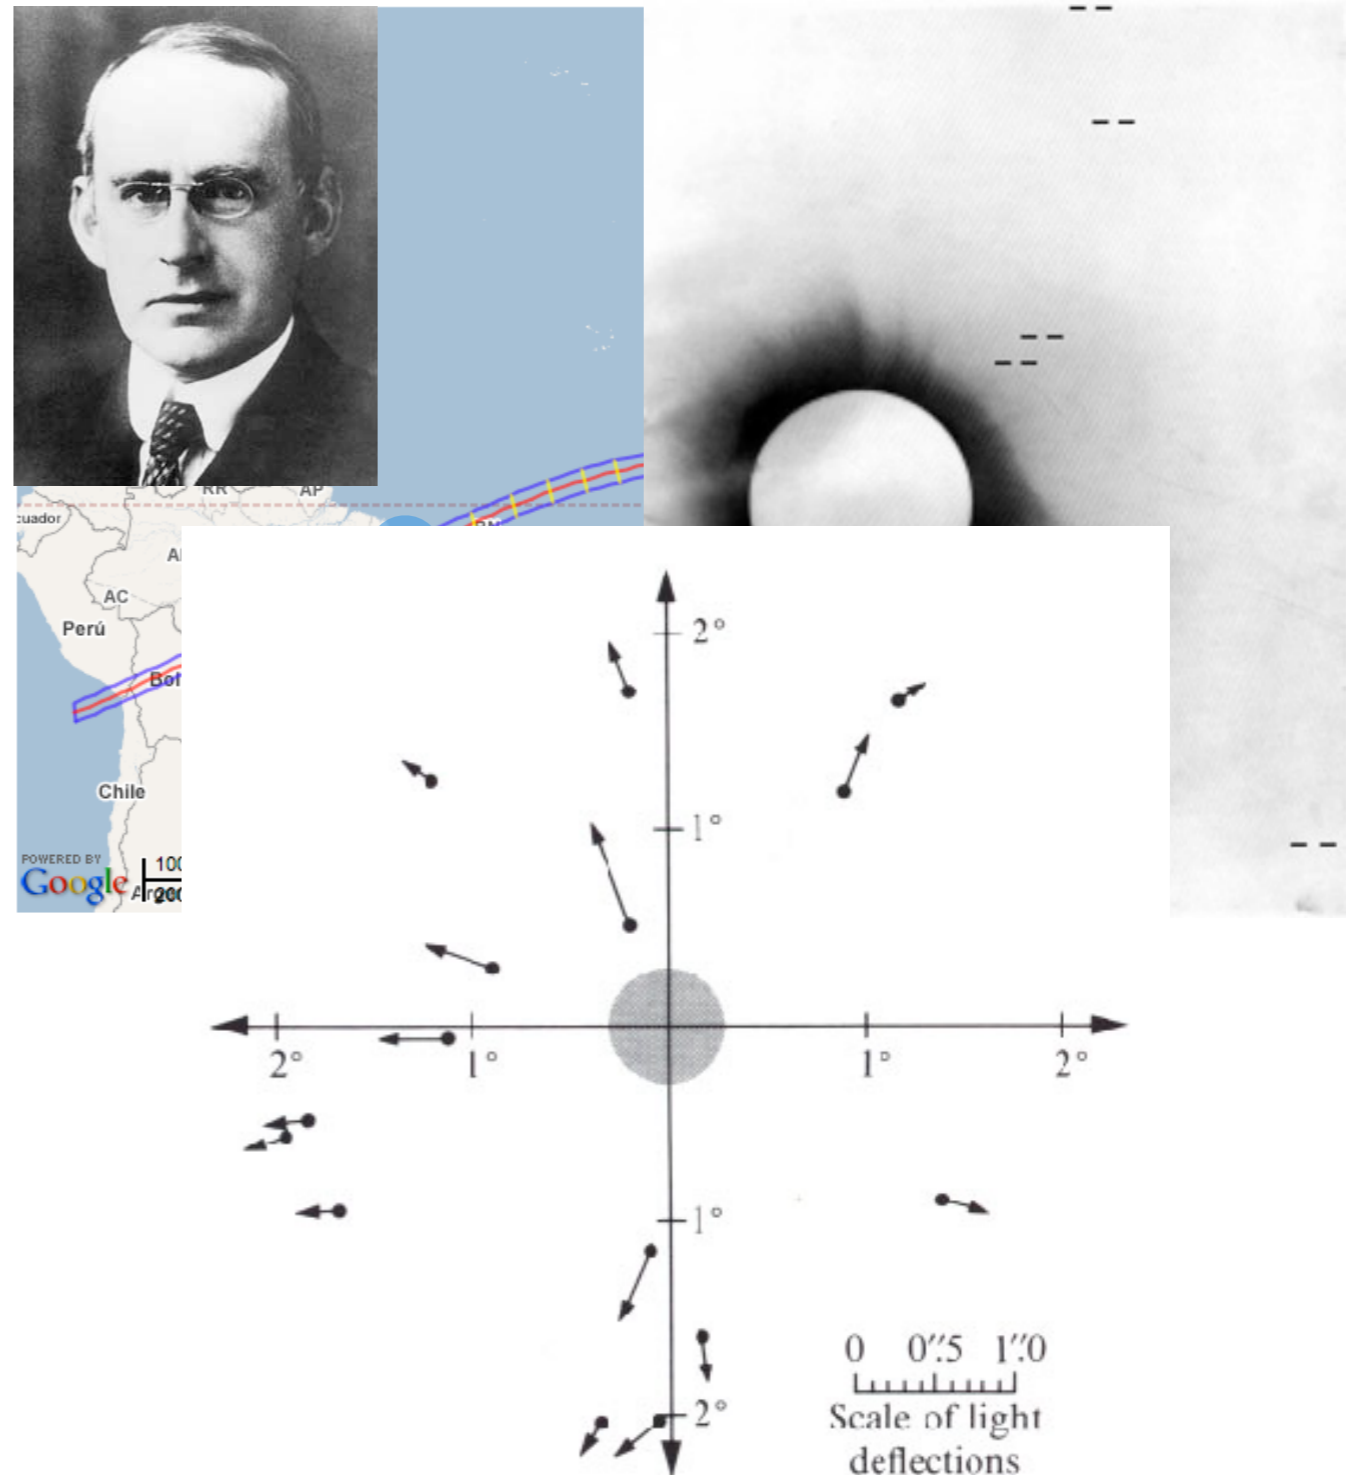 RR AP
cuador
AC
Perú
Chile
POWERED BY
Google
2°
1°
2° 1° 1° 2°
1°
2°
0 0″.5 1″.0
Scale of light
deflections